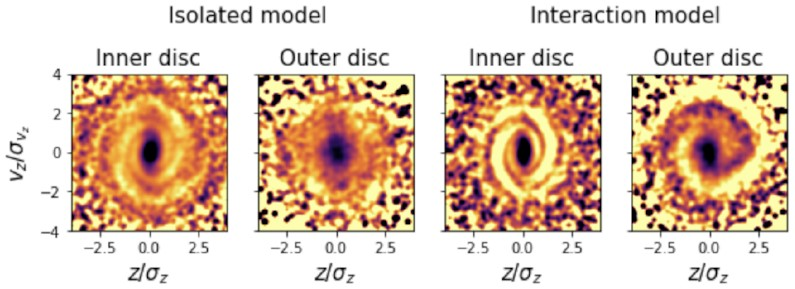 Isolated model Interaction model
Inner disc Outer disc Inner disc Outer disc
4
2
0
−2
−4
v_z/σ_{v_z}
−2.5 0.0 2.5 −2.5 0.0 2.5 −2.5 0.0 2.5 −2.5 0.0 2.5
z/σ_z z/σ_z z/σ_z z/σ_z